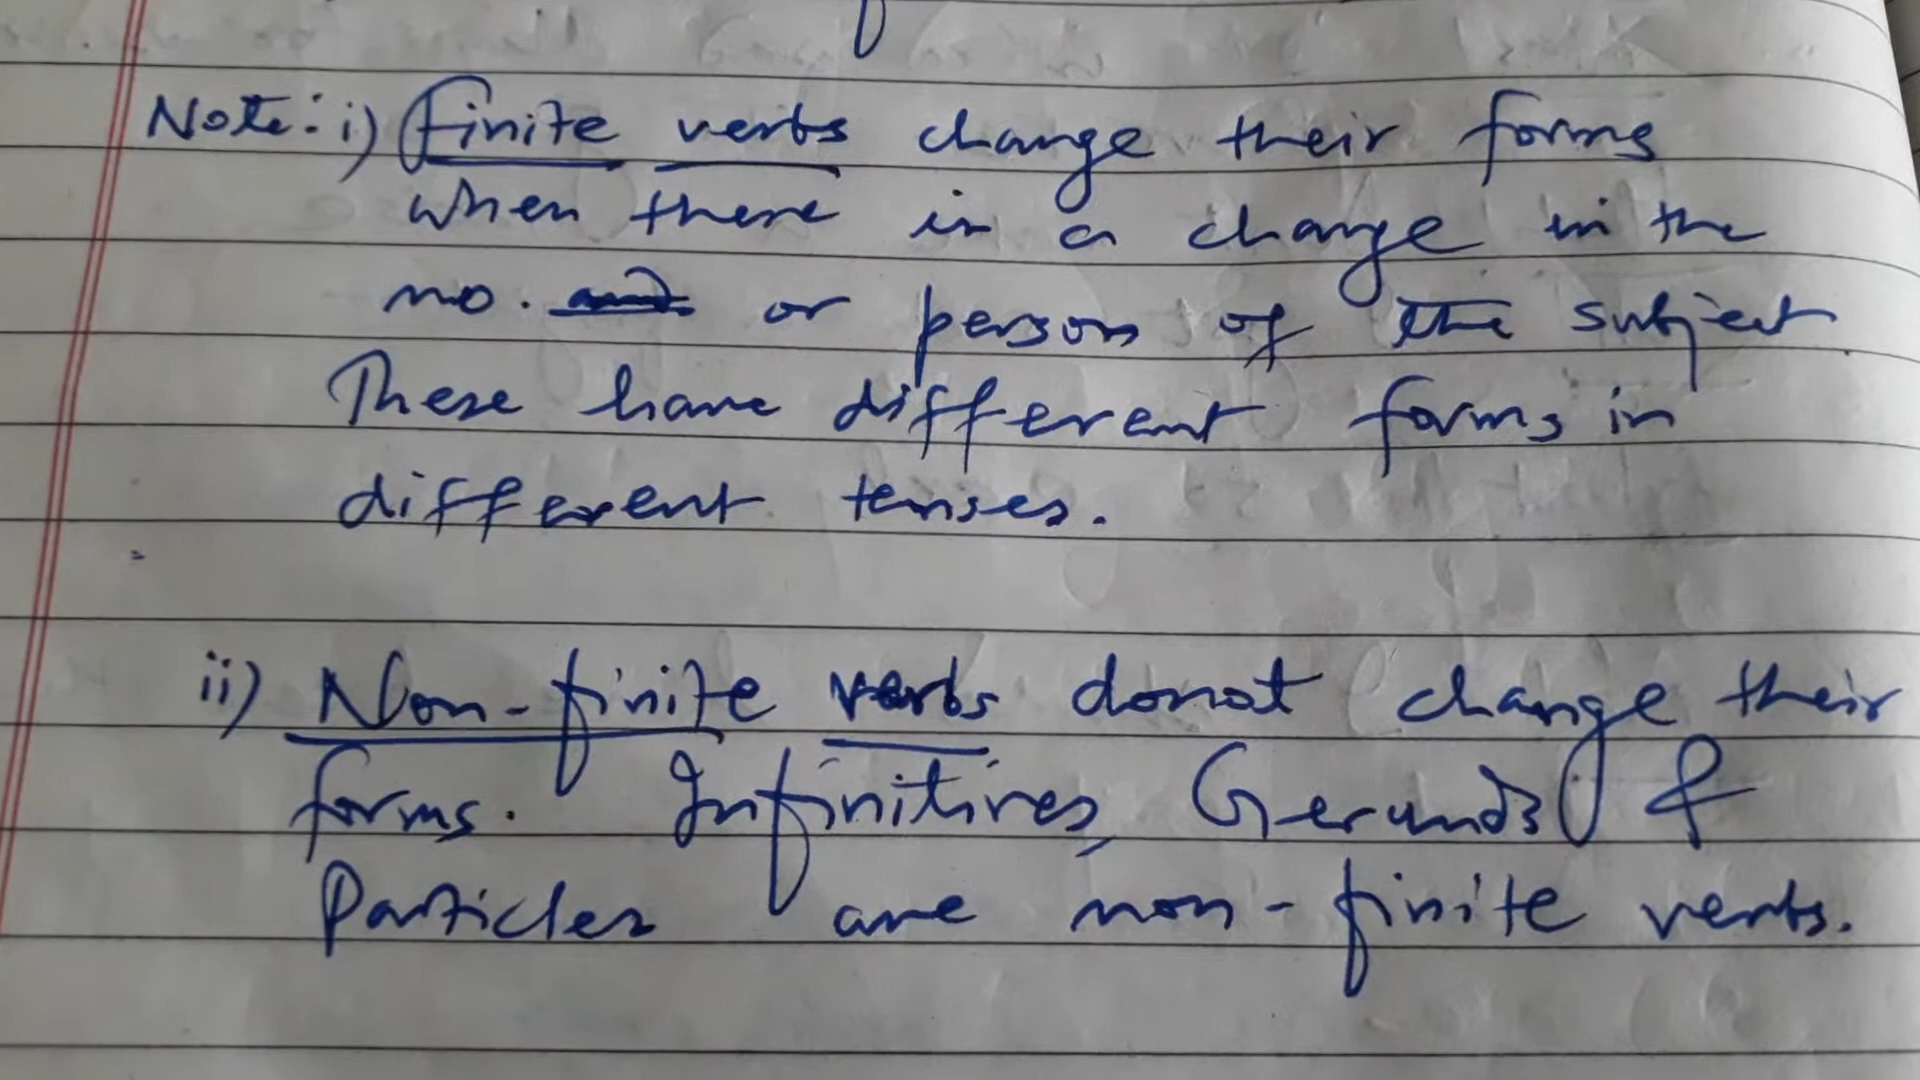 Note: i) Finite verbs change their forms
when there is a change in the
no. or person of the subject
These have different forms in
different tenses.
ii) Non-finite verbs donot change their
forms. Infinitives, Gerunds &
Particles are non-finite verbs.